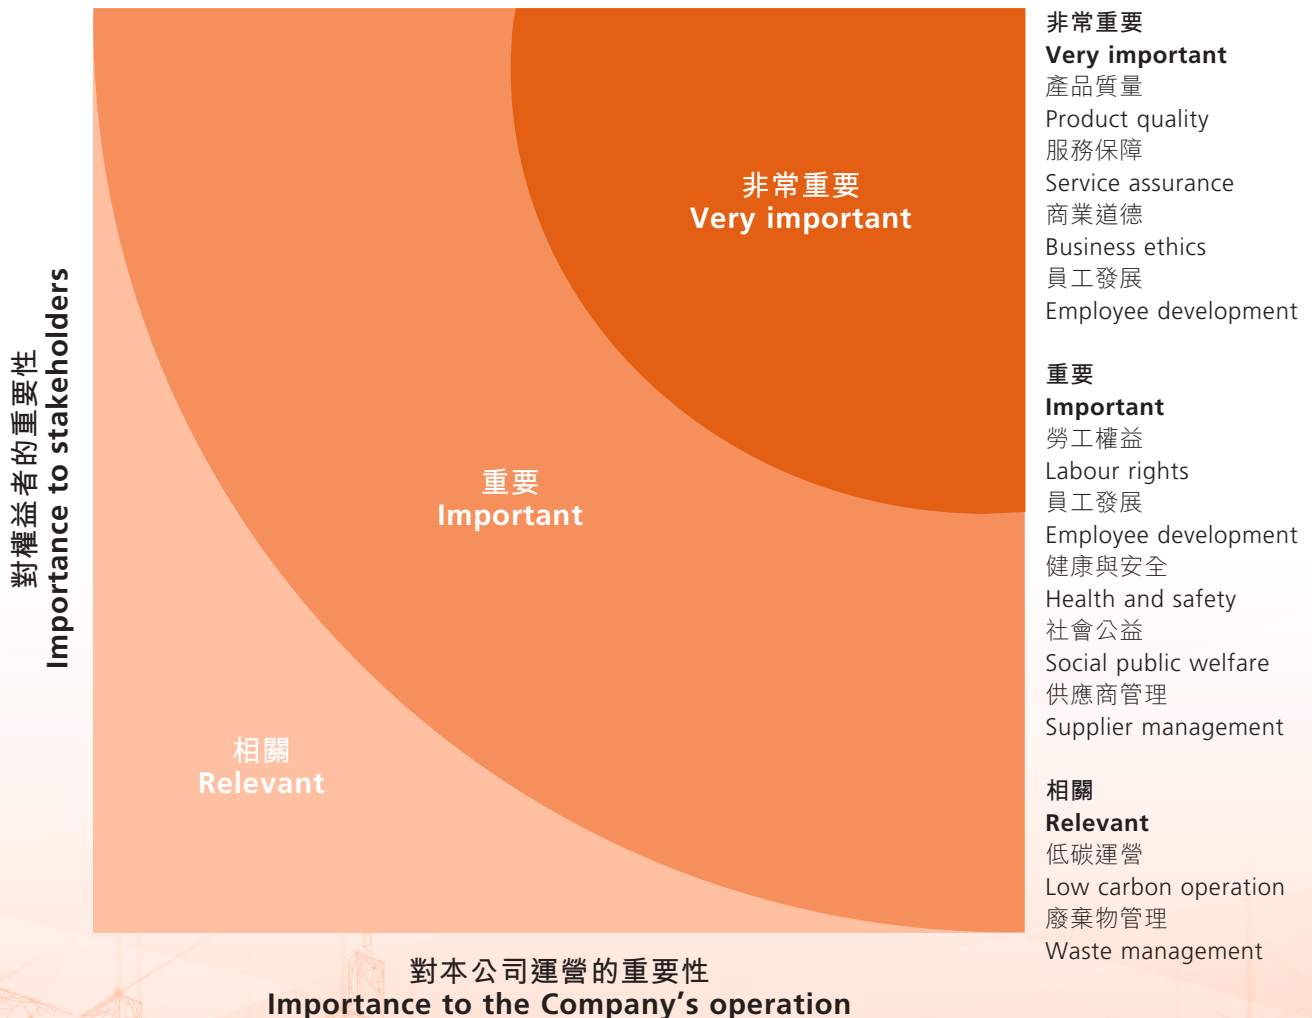 對權益者的重要性
Importance to stakeholders
非常重要
Very important
重要
Important
相關
Relevant
對本公司運營的重要性
Importance to the Company’s operation
非常重要
Very important
產品質量
Product quality
服務保障
Service assurance
商業道德
Business ethics
員工發展
Employee development
重要
Important
勞工權益
Labour rights
員工發展
Employee development
健康與安全
Health and safety
社會公益
Social public welfare
供應商管理
Supplier management
相關
Relevant
低碳運營
Low carbon operation
廢棄物管理
Waste management